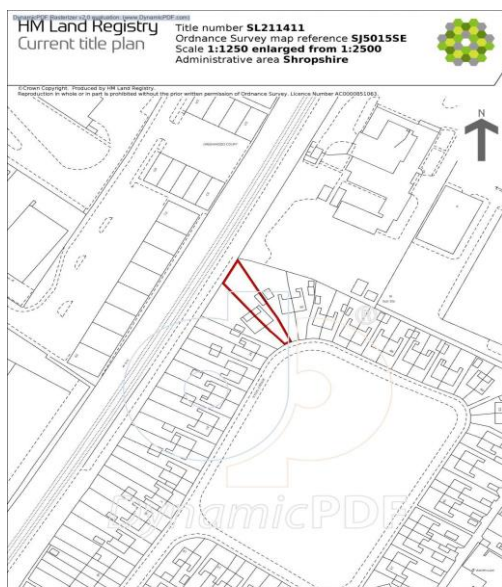 DynamicPDF Rasterizer v2.0 evaluation. (www.DynamicPDF.com)
HM Land Registry
Current title plan
Title number SL211411
Ordnance Survey map reference SJ5015SE
Scale 1:1250 enlarged from 1:2500
Administrative area Shropshire
©Crown Copyright. Produced by HM Land Registry.
Reproduction in whole or in part is prohibited without the prior written permission of Ordnance Survey. Licence Number AC0000851063.
N
DynamicPDF